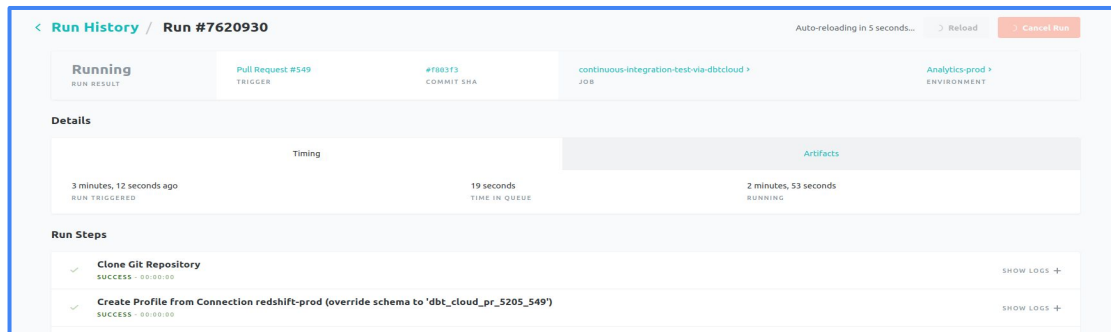 < Run History / Run #7620930
Auto-reloading in 5 seconds... Reload Cancel Run
Running Pull Request #549 #f803f3 continuous-integration-test-via-dbtcloud › Analytics-prod ›
RUN RESULT TRIGGER COMMIT SHA JOB ENVIRONMENT
Details
Timing Artifacts
3 minutes, 12 seconds ago 19 seconds 2 minutes, 53 seconds
RUN TRIGGERED TIME IN QUEUE RUNNING
Run Steps
Clone Git Repository
SUCCESS - 00:00:00 SHOW LOGS +
Create Profile from Connection redshift-prod (override schema to 'dbt_cloud_pr_5205_549')
SUCCESS - 00:00:00 SHOW LOGS +